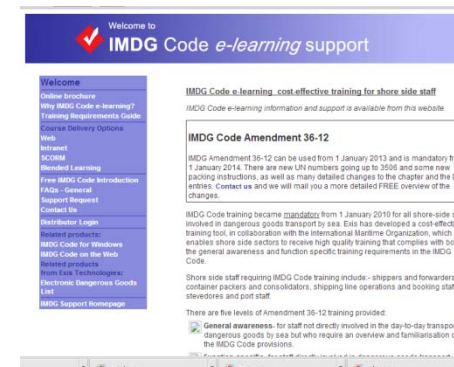 Welcome to
IMDG Code e-learning support
Welcome
Online brochure
Why IMDG Code e-learning?
Training Requirements Guide
Course Delivery Options
Web
Intranet
SCORM
Blended Learning
Free IMDG Code Introduction
FAQs - General
Support Request
Contact Us
Distributor Login
Related products:
IMDG Code for Windows
IMDG Code on the Web
Related products
from Exis Technologies:
Electronic Dangerous Goods
List
IMDG Support Homepage
IMDG Code e-learning cost-effective training for shore side staff
IMDG Code e-learning information and support is available from this website.
IMDG Code Amendment 36-12
IMDG Amendment 36-12 can be used from 1 January 2013 and is mandatory
1 January 2014. There are new UN numbers going up to 3506 and some new
packing instructions, as well as many detailed changes to the chapter and the
entries. Contact us and we will mail you a more detailed FREE overview of the
changes.
IMDG Code training became mandatory from 1 January 2010 for all shore-side
involved in dangerous goods transport by sea. Exis has developed a
training tool, in collaboration with the International Maritime Organization, which
enables shore side sectors to receive high quality training that complies with
the general awareness and function specific training requirements in the IMDG
Code.
Shore side staff requiring IMDG Code training include:- shippers and forwarders
container packers and consolidators, shipping line operations and booking
stevedores and port staff.
There are five levels of Amendment 36-12 training provided:
General awareness- for staff not directly involved in the day-to-day
dangerous goods by sea but who require an overview and familiarisation
the IMDG Code provisions.